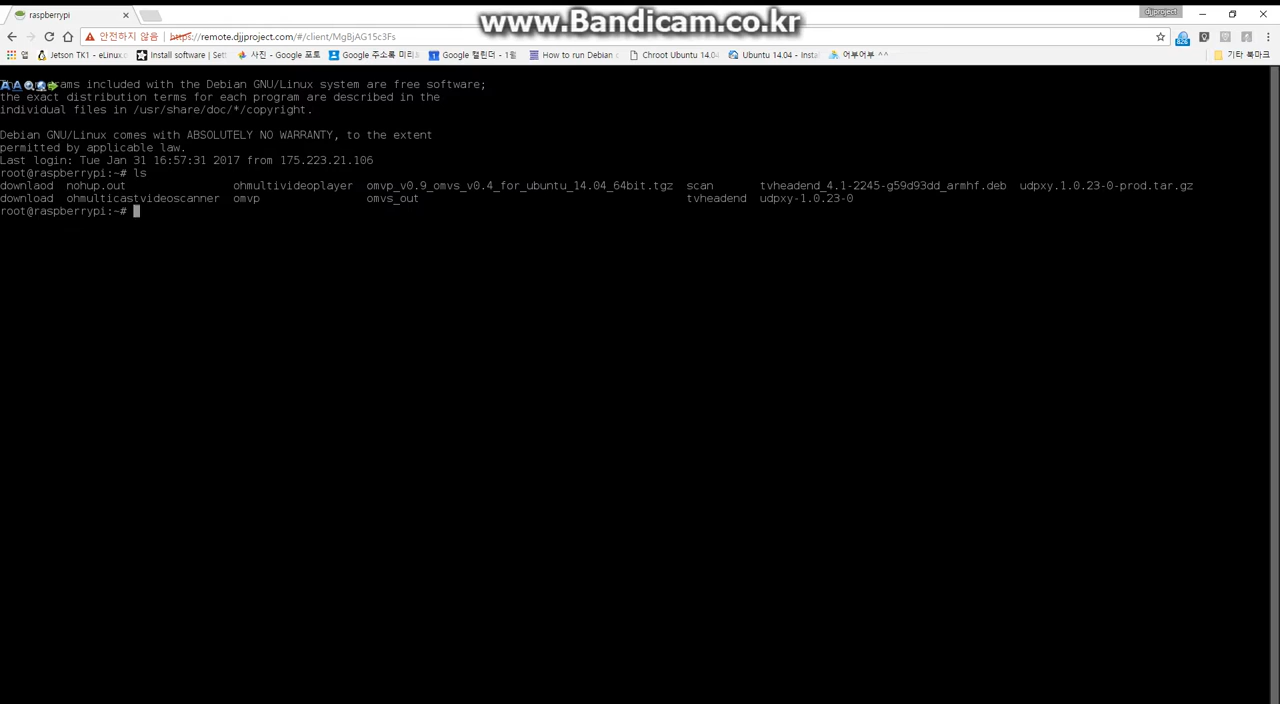 www.Bandicam.co.kr
raspberrypi
djjproject
안전하지 않음 https://remote.djjproject.com/#/client/MgBjAG15c3Fs
앱 Jetson TK1 - eLinux.c Install software | Sett 사진 - Google 포토 Google 주소록 미리 Google 캘린더 - 1월 How to run Debian c Chroot Ubuntu 14.04 Ubuntu 14.04 - Instal 어부어부 ^^ 기타 북마크
ams included with the Debian GNU/Linux system are free software;
the exact distribution terms for each program are described in the
individual files in /usr/share/doc/*/copyright.
Debian GNU/Linux comes with ABSOLUTELY NO WARRANTY, to the extent
permitted by applicable law.
Last login: Tue Jan 31 16:57:31 2017 from 175.223.21.106
root@raspberrypi:~# ls
downlaod nohup.out ohmultivideoplayer omvp_v0.9_omvs_v0.4_for_ubuntu_14.04_64bit.tgz scan tvheadend_4.1-2245-g59d93dd_armhf.deb udpxy.1.0.23-0-prod.tar.gz
download ohmulticastvideoscanner omvp omvs_out tvheadend udpxy-1.0.23-0
root@raspberrypi:~#